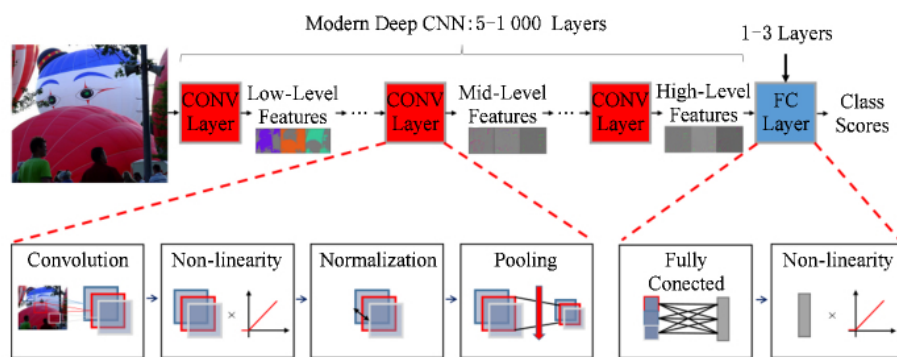 Modern Deep CNN:5-1 000 Layers
1-3 Layers
CONV
Layer
Low-Level
Features
...
CONV
Layer
Mid-Level
Features
...
CONV
Layer
High-Level
Features
FC
Layer
Class
Scores
Convolution
Non-linearity
×
Normalization
Pooling
Fully
Conected
Non-linearity
×